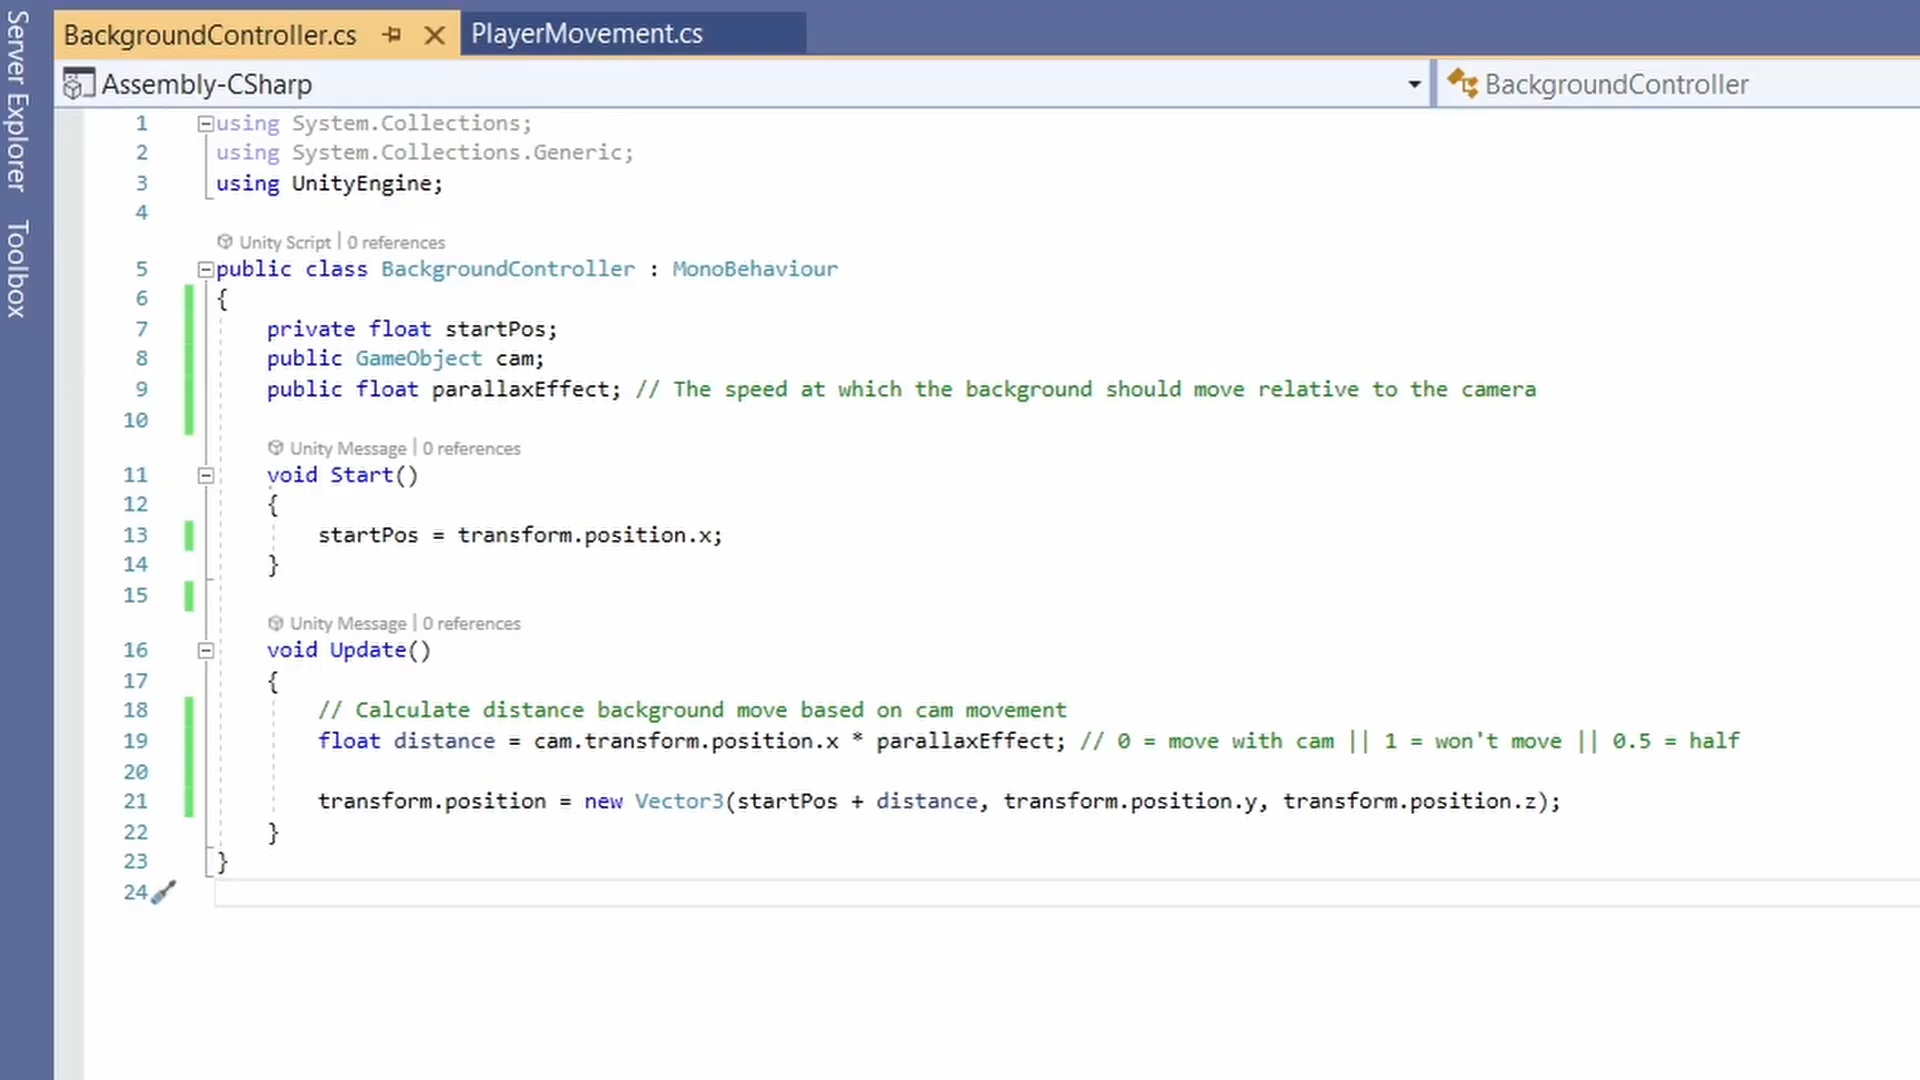 Server Explorer
Toolbox
BackgroundController.cs
PlayerMovement.cs
Assembly-CSharp
BackgroundController
1 using System.Collections;
2 using System.Collections.Generic;
3 using UnityEngine;
4
Unity Script | 0 references
5 public class BackgroundController : MonoBehaviour
6 {
7 private float startPos;
8 public GameObject cam;
9 public float parallaxEffect; // The speed at which the background should move relative to the camera
10
Unity Message | 0 references
11 void Start()
12 {
13 startPos = transform.position.x;
14 }
15
Unity Message | 0 references
16 void Update()
17 {
18 // Calculate distance background move based on cam movement
19 float distance = cam.transform.position.x * parallaxEffect; // 0 = move with cam || 1 = won't move || 0.5 = half
20
21 transform.position = new Vector3(startPos + distance, transform.position.y, transform.position.z);
22 }
23 }
24